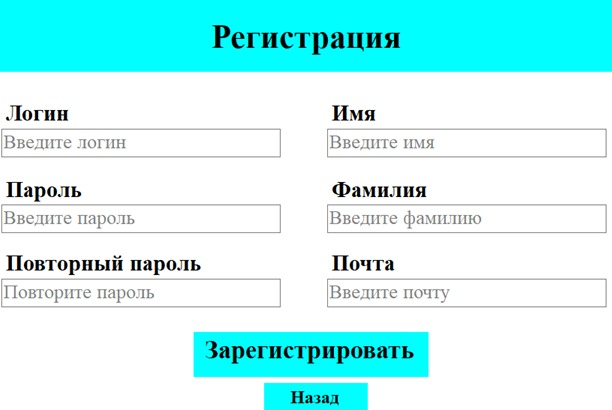 Регистрация
Логин
Введите логин
Имя
Введите имя
Пароль
Введите пароль
Фамилия
Введите фамилию
Повторный пароль
Повторите пароль
Почта
Введите почту
Зарегистрировать
Назад